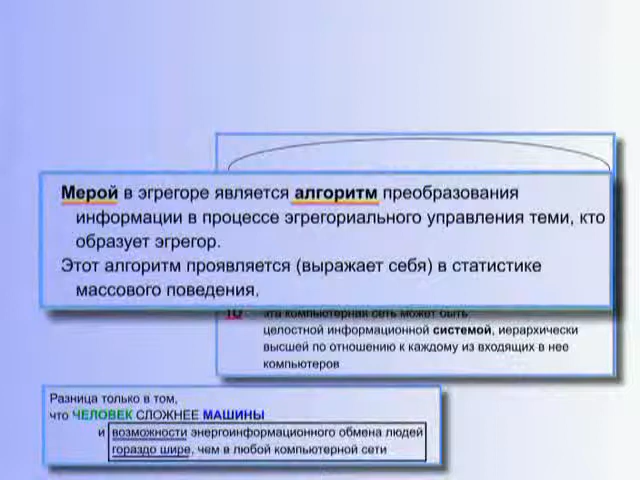 Мерой в эгрегоре является алгоритм преобразования
информации в процессе эгрегориального управления теми, кто
образует эгрегор.
Этот алгоритм проявляется (выражает себя) в статистике
массового поведения.
эта компьютерная сеть может быть
целостной информационной системой, иерархически
высшей по отношению к каждому из входящих в нее
компьютеров
Разница только в том,
что ЧЕЛОВЕК СЛОЖНЕЕ МАШИНЫ
и возможности энергоинформационного обмена людей
гораздо шире, чем в любой компьютерной сети